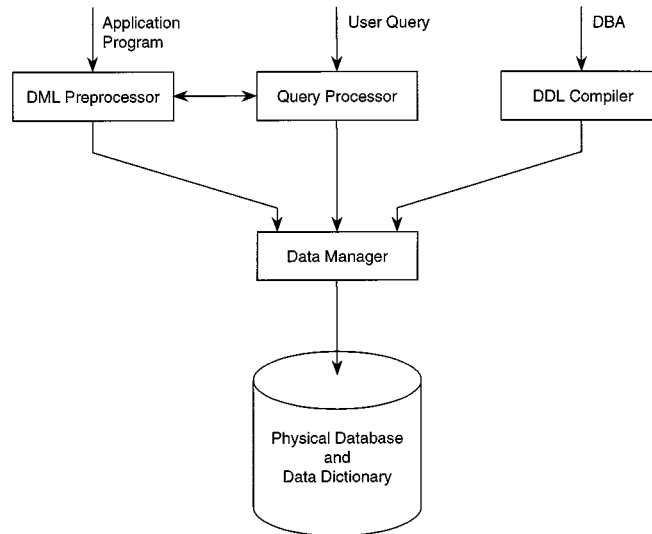 Application
Program
User Query
DBA
DML Preprocessor
Query Processor
DDL Compiler
Data Manager
Physical Database
and
Data Dictionary